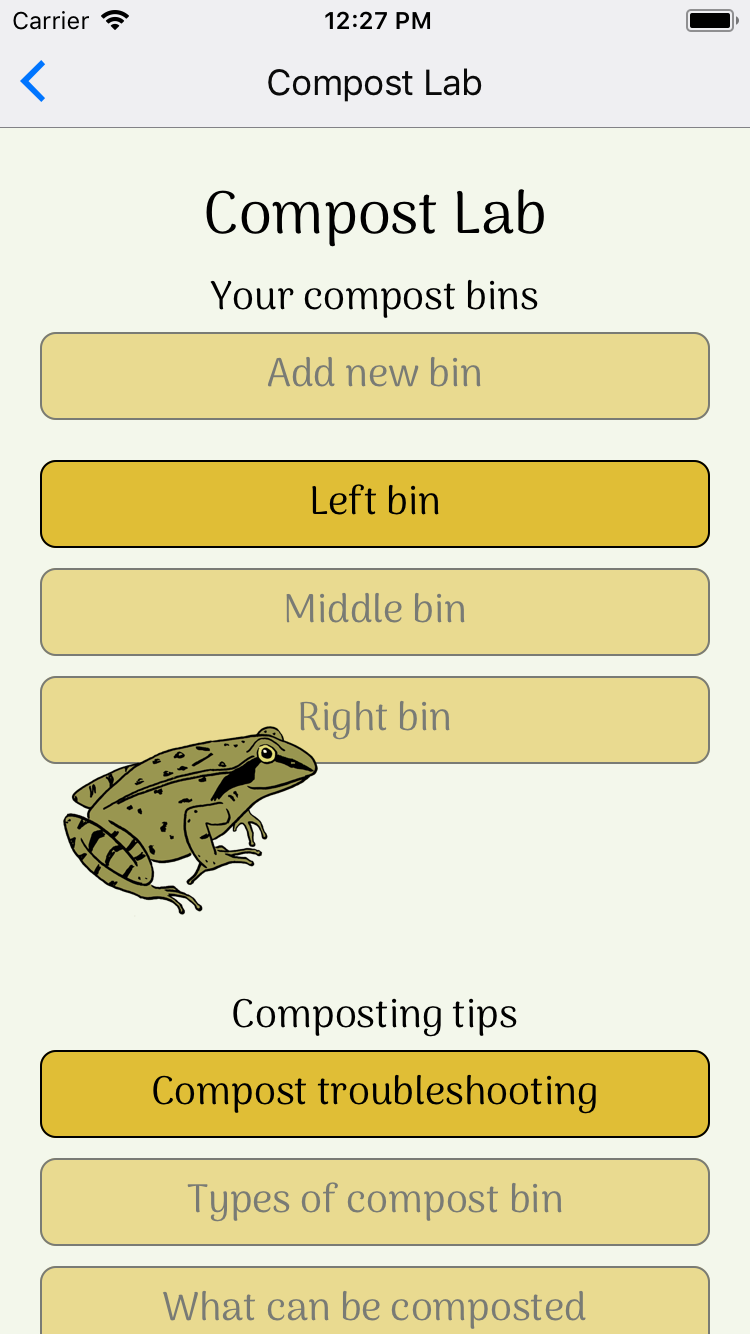 Carrier
12:27 PM
Compost Lab
Compost Lab
Your compost bins
Add new bin
Left bin
Middle bin
Right bin
Composting tips
Compost troubleshooting
Types of compost bin
What can be composted